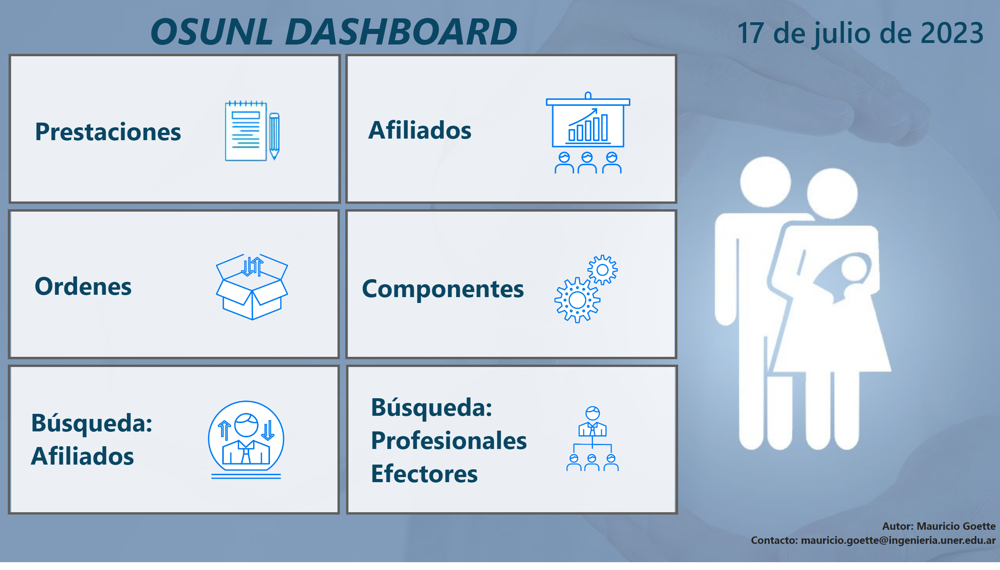 OSUNL DASHBOARD
17 de julio de 2023
Prestaciones
Afiliados
Ordenes
Componentes
Búsqueda:
Afiliados
Búsqueda:
Profesionales
Efectores
Autor: Mauricio Goette
Contacto: mauricio.goette@ingenieria.uner.edu.ar